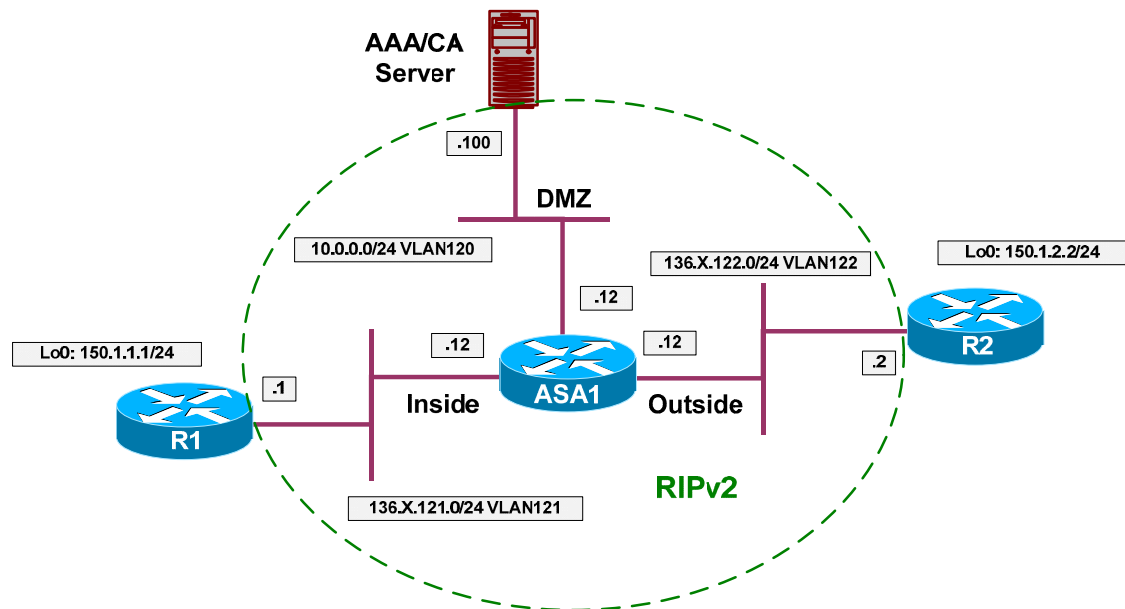 AAA/CA
Server
.100
DMZ
10.0.0.0/24 VLAN120
136.X.122.0/24 VLAN122
Lo0: 150.1.2.2/24
.12
Lo0: 150.1.1.1/24
.12
.12
.2
R2
.1
Inside
ASA1
Outside
R1
RIPv2
136.X.121.0/24 VLAN121